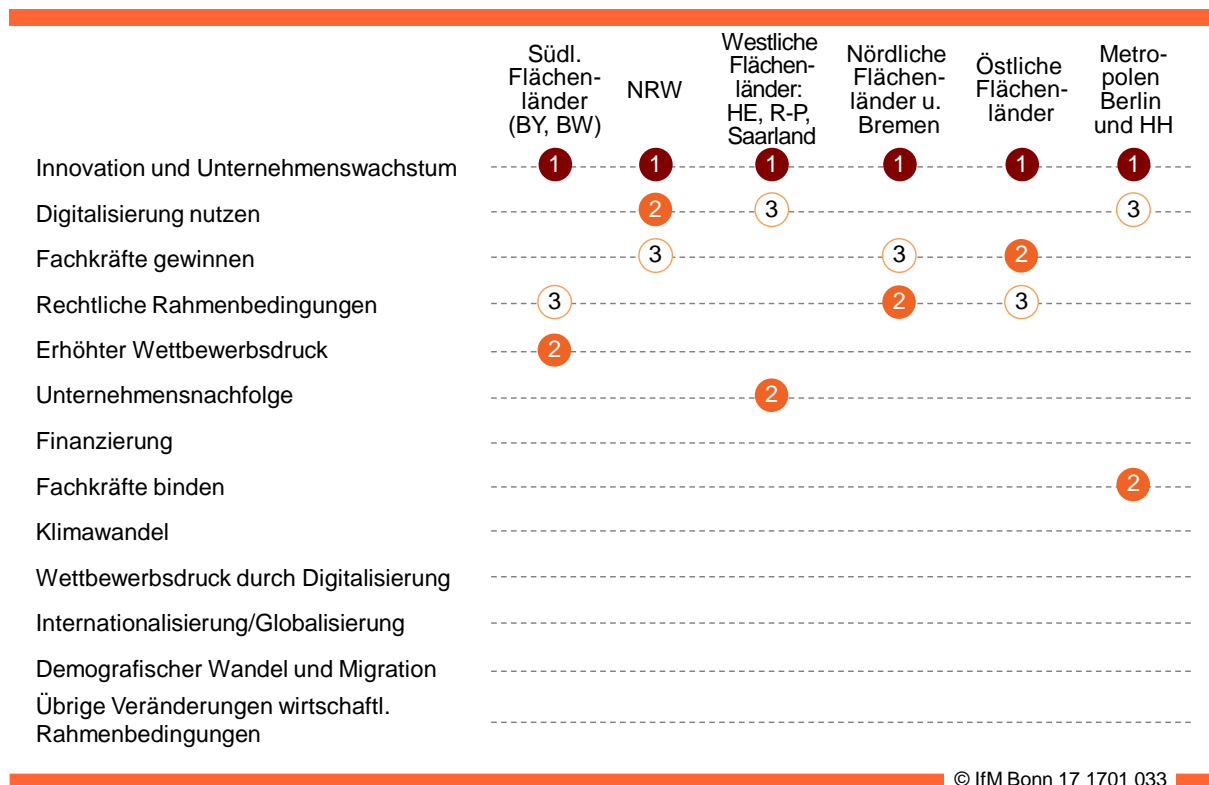 Südl.
Flächen-
länder
(BY, BW)
NRW
Westliche
Flächen-
länder:
HE, R-P,
Saarland
Nördliche
Flächen-
länder u.
Bremen
Östliche
Flächen-
länder
Metro-
polen
Berlin
und HH
Innovation und Unternehmenswachstum 1 1 1 1 1 1
Digitalisierung nutzen 2 3 3
Fachkräfte gewinnen 3 3 2
Rechtliche Rahmenbedingungen 3 2 3
Erhöhter Wettbewerbsdruck 2
Unternehmensnachfolge 2
Finanzierung
Fachkräfte binden 2
Klimawandel
Wettbewerbsdruck durch Digitalisierung
Internationalisierung/Globalisierung
Demografischer Wandel und Migration
Übrige Veränderungen wirtschaftl.
Rahmenbedingungen
© IfM Bonn 17 1701 033